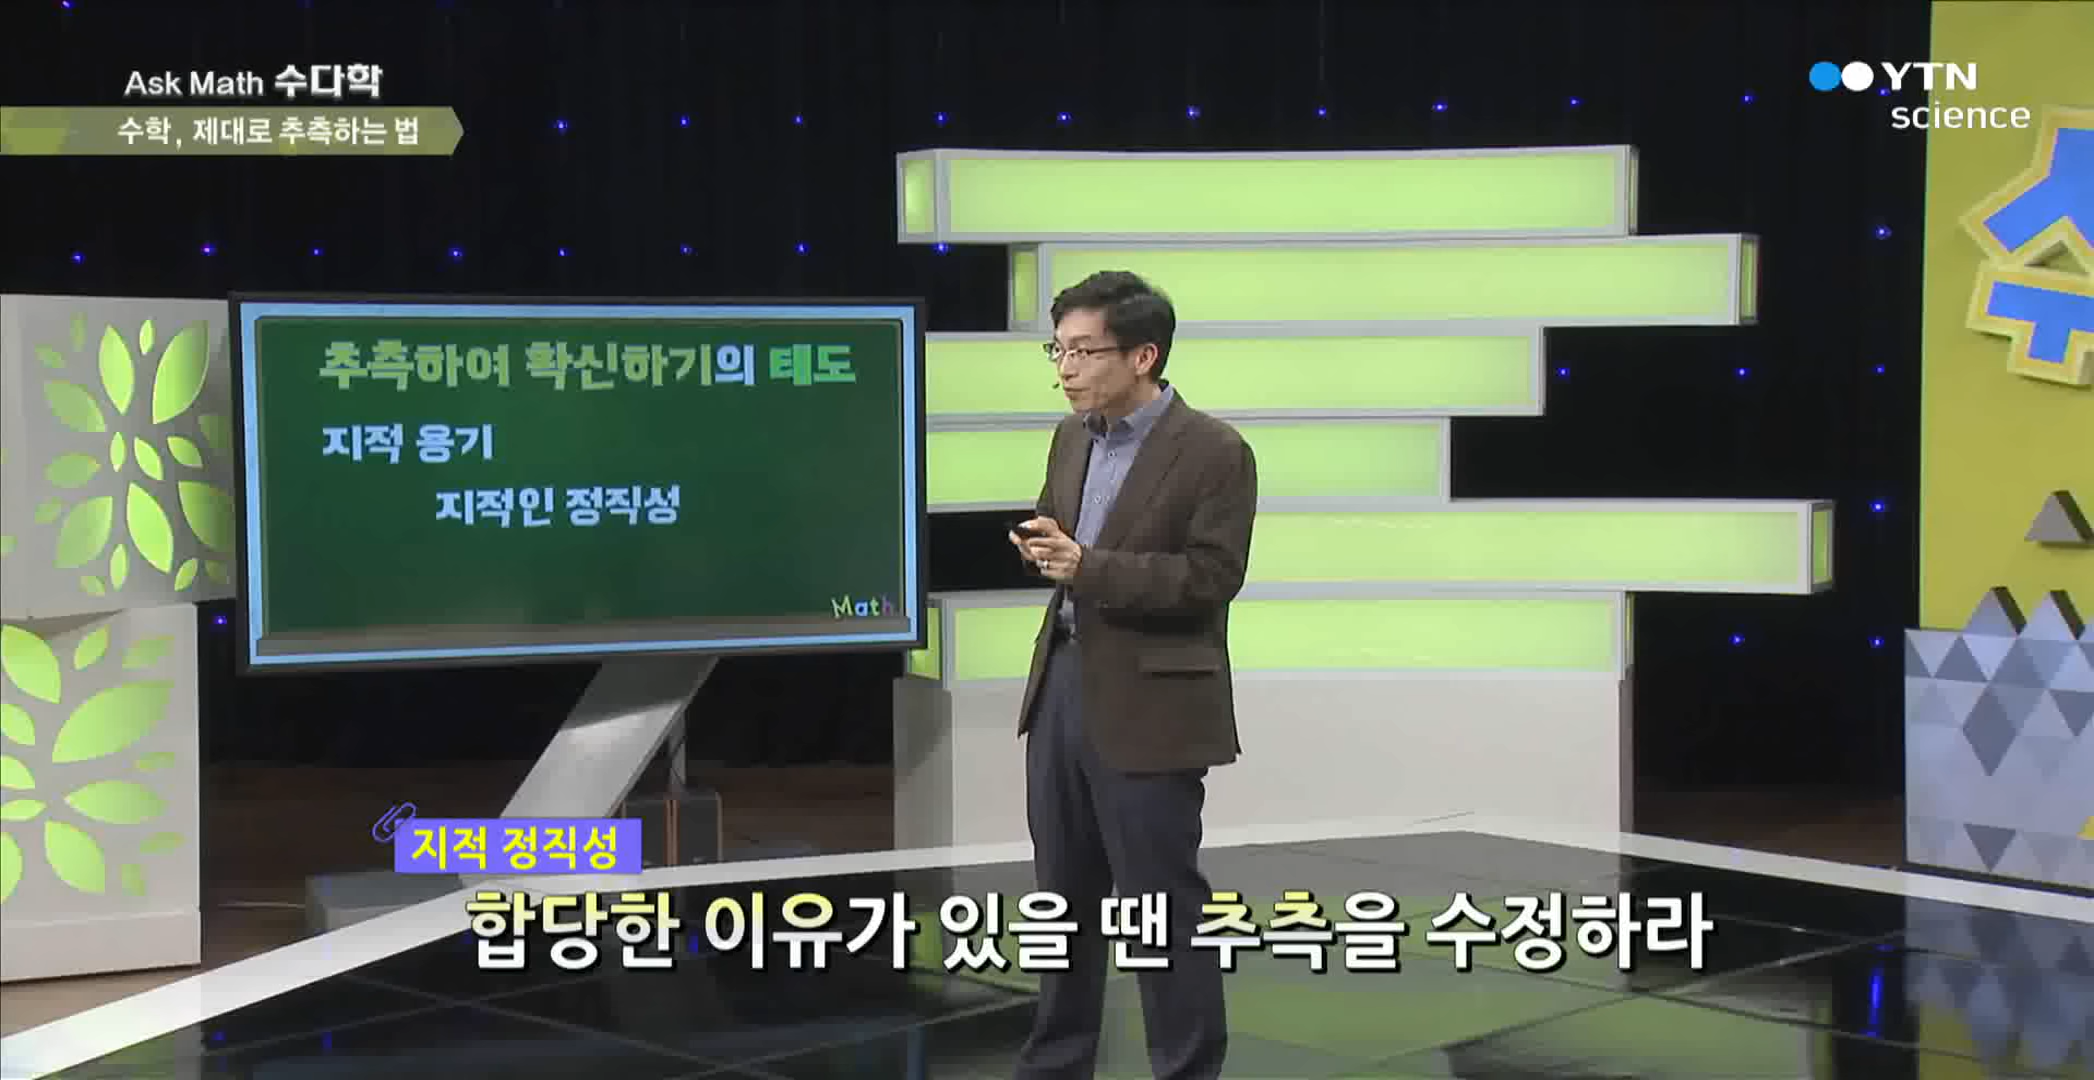 Ask Math 수다학
수학, 제대로 추측하는 법
YTN
science
추측하여 확신하기의 태도
지적 용기
지적인 정직성
Math
지적 정직성
합당한 이유가 있을 땐 추측을 수정하라